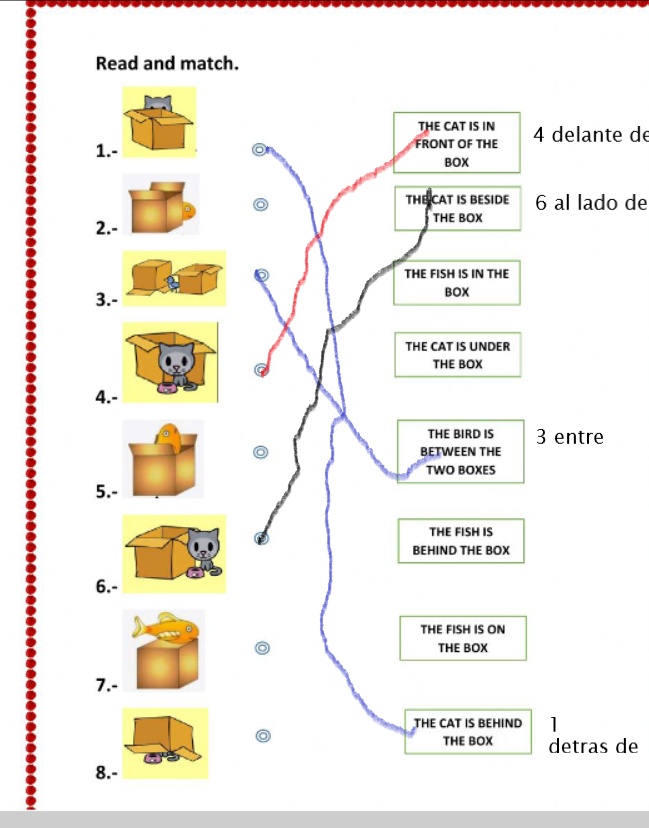 Read and match.
1.-
2.-
3.-
4.-
5.-
6.-
7.-
8.-
THE CAT IS IN
FRONT OF THE
BOX
4 delante de
THE CAT IS BESIDE
THE BOX
6 al lado de
THE FISH IS IN THE
BOX
THE CAT IS UNDER
THE BOX
THE BIRD IS
BETWEEN THE
TWO BOXES
3 entre
THE FISH IS
BEHIND THE BOX
THE FISH IS ON
THE BOX
THE CAT IS BEHIND
THE BOX
1
detras de